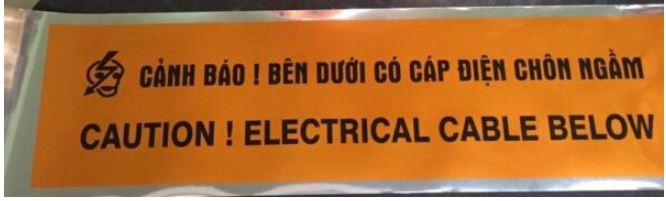 CẢNH BÁO ! BÊN DƯỚI CÓ CÁP ĐIỆN CHÔN NGẦM
CAUTION ! ELECTRICAL CABLE BELOW